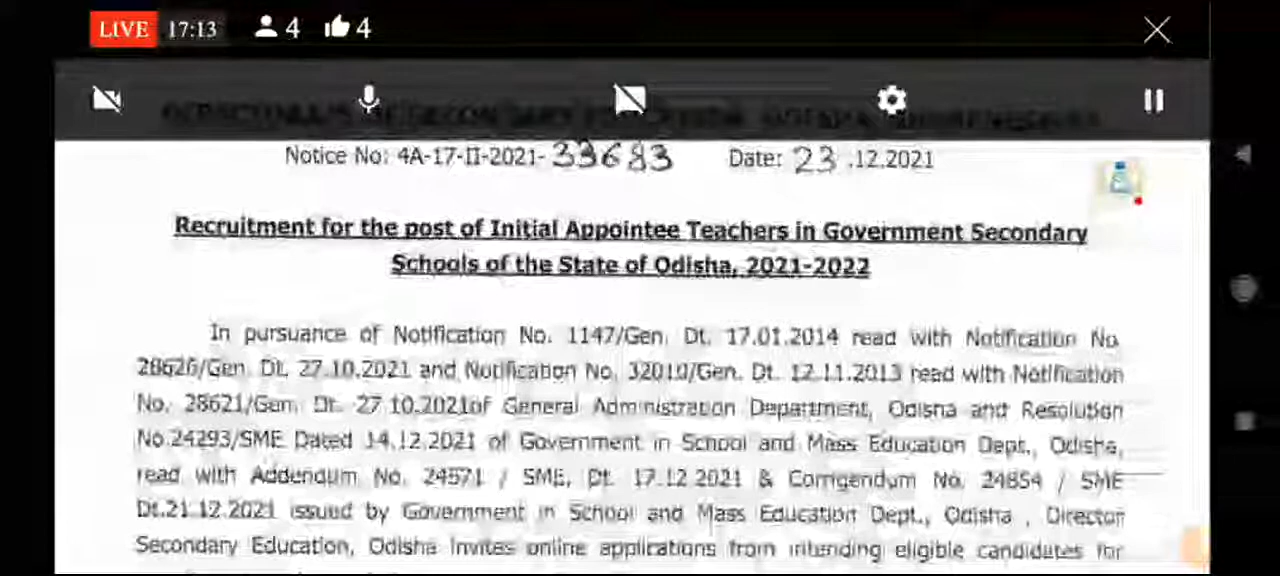 LIVE 17:13 4 4
DIRECTORATE OF SECONDARY EDUCATION, ODISHA, BHUBANESWAR
Notice No: 4A-17-II-2021- 33683 Date: 23 .12.2021
Recruitment for the post of Initial Appointee Teachers in Government Secondary
Schools of the State of Odisha, 2021-2022
In pursuance of Notification No. 1147/Gen. Dt. 17.01.2014 read with Notification No.
28626/Gen. Dt. 27.10.2021 and Notification No. 32010/Gen. Dt. 12.11.2013 read with Notification
No. 28621/Gen. Dt. 27 10.2021of General Administration Department, Odisha and Resolution
No.24293/SME Dated 14.12.2021 of Government in School and Mass Education Dept., Odisha,
read with Addendum No. 24571 / SME, Dt. 17.12 2021 & Corrigendum No. 24854 / SME
Dt.21.12.2021 issued by Government in School and Mass Education Dept., Odisha , Director
Secondary Education, Odisha invites online applications from intending eligible candidates for